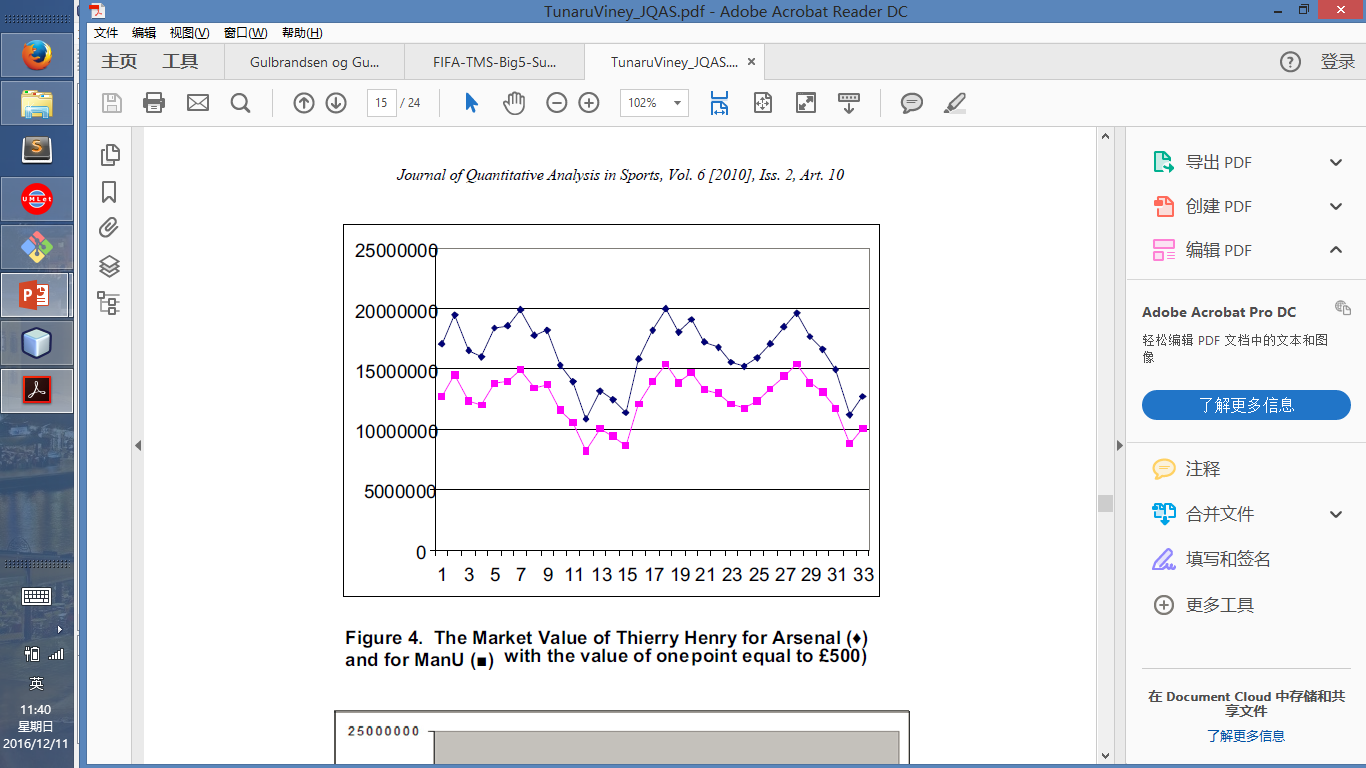 TunaruViney_JQAS.pdf - Adobe Acrobat Reader DC
文件 编辑 视图(V) 窗口(W) 帮助(H)
主页 工具 Gulbrandsen og Gu... FIFA-TMS-Big5-Su... TunaruViney_JQAS.... × 登录
15 / 24 102%
Journal of Quantitative Analysis in Sports, Vol. 6 [2010], Iss. 2, Art. 10
25000000
20000000
15000000
10000000
5000000
0
1 3 5 7 9 11 13 15 17 19 21 23 25 27 29 31 33
Figure 4. The Market Value of Thierry Henry for Arsenal (♦)
and for ManU (■) with the value of one point equal to £500)
25000000
导出 PDF
创建 PDF
编辑 PDF
Adobe Acrobat Pro DC
轻松编辑 PDF 文档中的文本和图
像
了解更多信息
注释
合并文件
填写和签名
更多工具
在 Document Cloud 中存储和共
享文件
了解更多信息
S
UMLet
P
英
11:40
星期日
2016/12/11